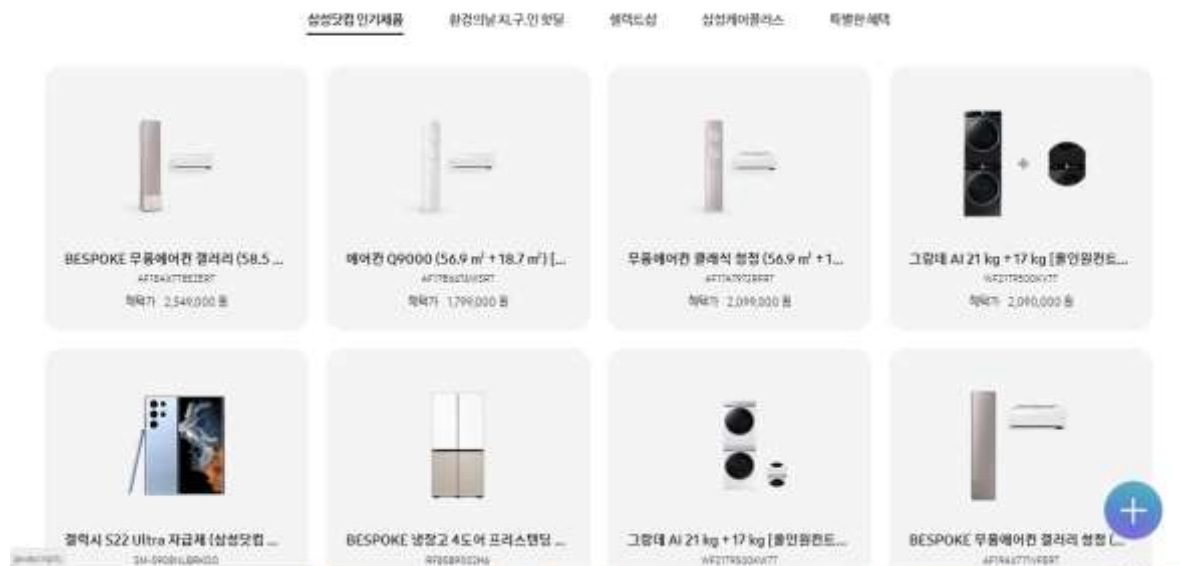 삼성닷컴 인기제품
환경의날 지.구.인 핫딜
셀렉트샵
삼성케어플러스
특별한 혜택
BESPOKE 무풍에어컨 갤러리 (58.5 ...
혜택가 2,549,000 원
에어컨 Q9000 (56.9 ㎡ + 18.7 ㎡) [...
혜택가 1,799,000 원
무풍에어컨 클래식 청정 (56.9 ㎡ + 1...
혜택가 2,099,000 원
그랑데 AI 21 kg + 17 kg [올인원컨트...
WF21T9500KV7T
혜택가 2,090,000 원
갤럭시 S22 Ultra 자급제 (삼성닷컴 ...
BESPOKE 냉장고 4도어 프리스탠딩 ...
그랑데 AI 21 kg + 17 kg [올인원컨트...
BESPOKE 무풍에어컨 갤러리 청정 (...